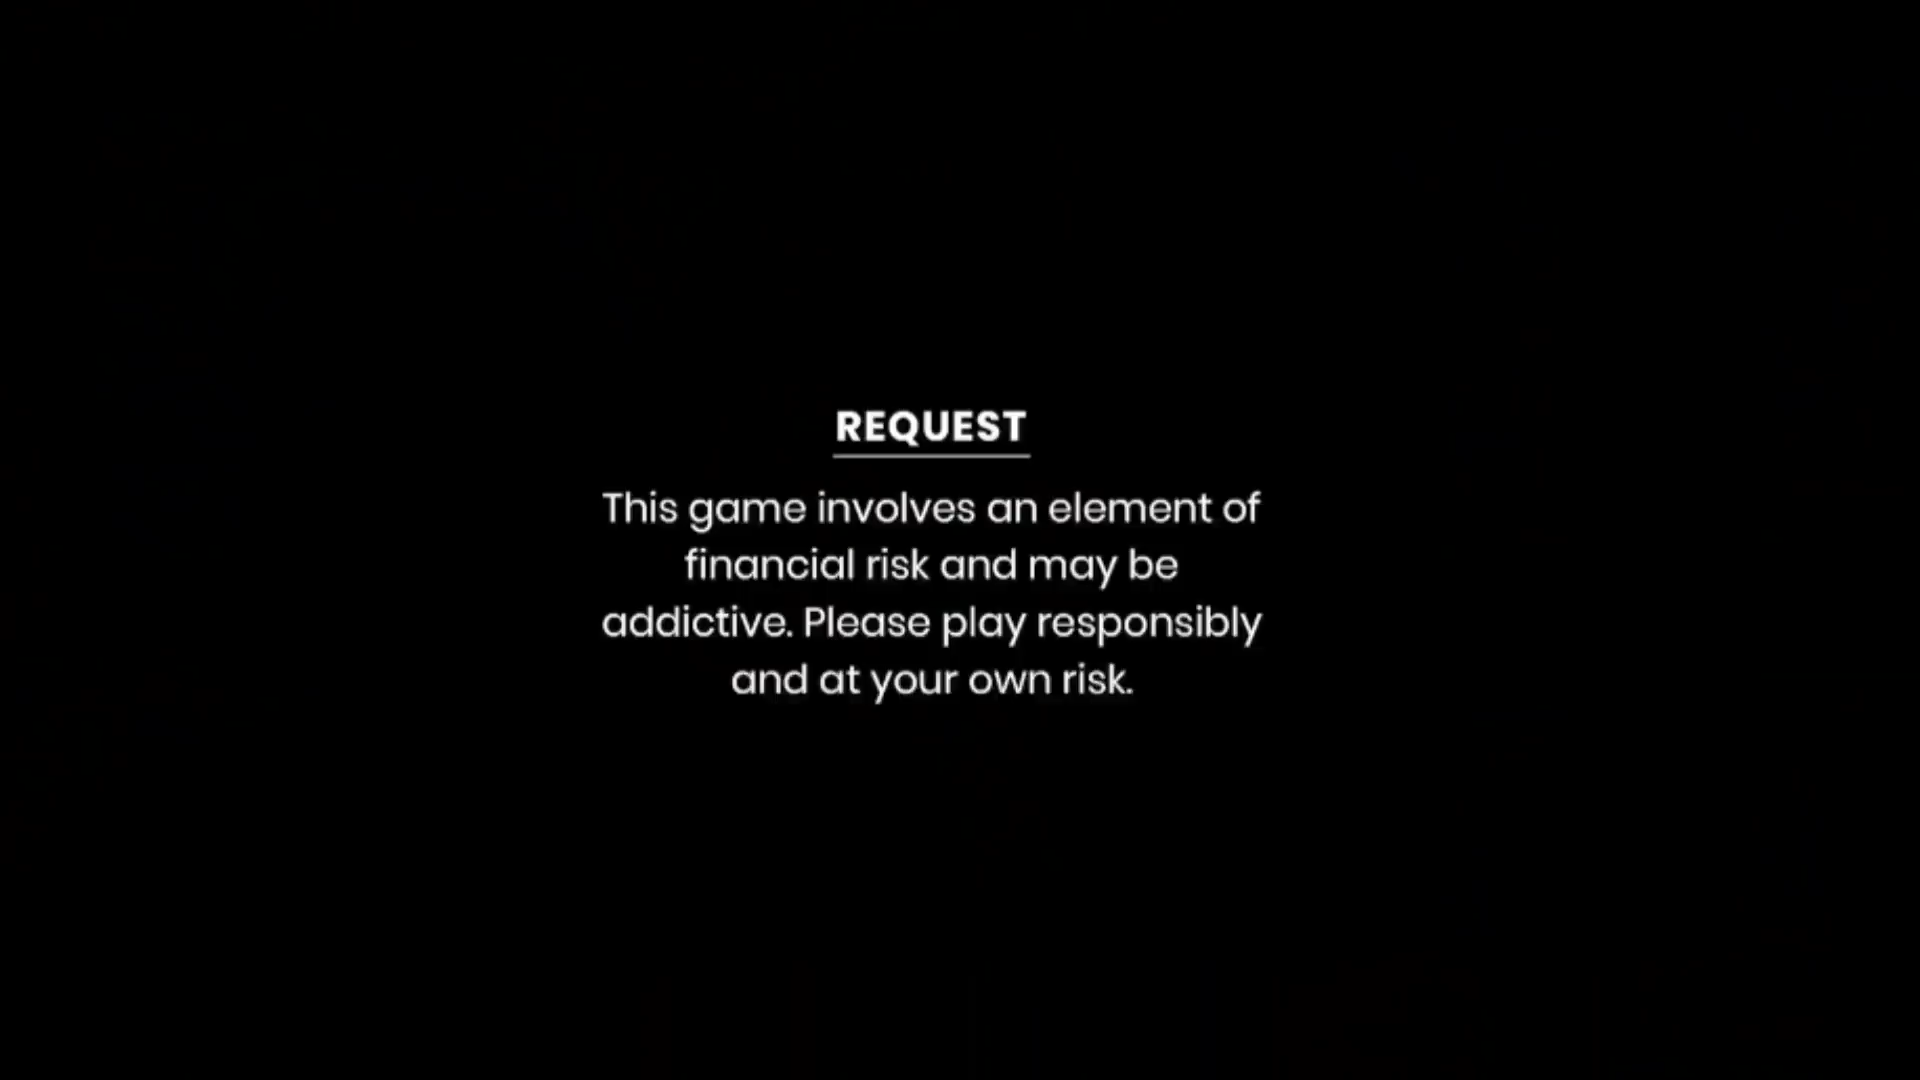 REQUEST
This game involves an element of
financial risk and may be
addictive. Please play responsibly
and at your own risk.